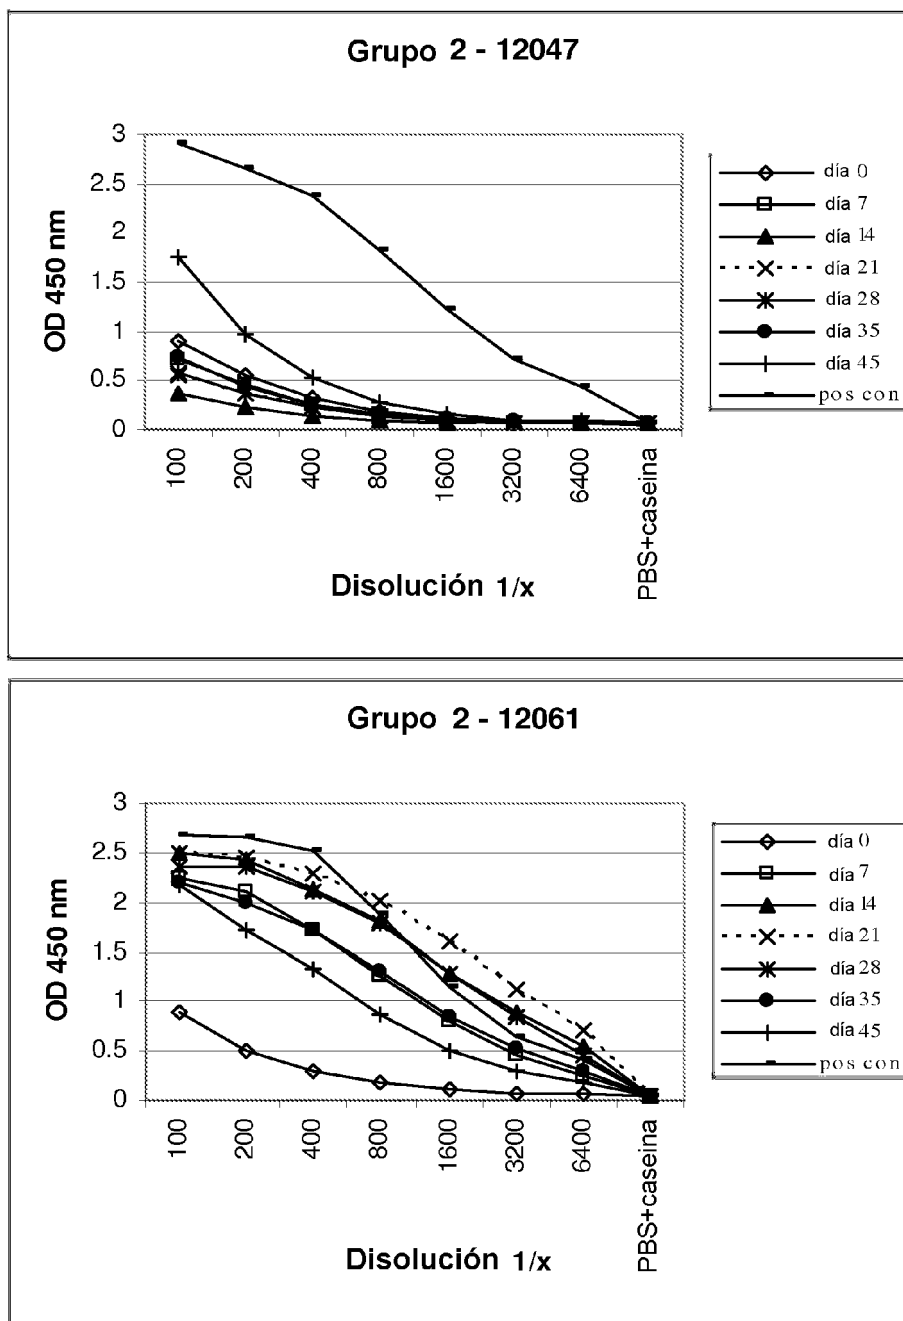 Grupo 2 - 12047
OD 450 nm
3
2.5
2
1.5
1
0.5
0
100
200
400
800
1600
3200
6400
PBS+caseina
Disolución 1/x
día 0
día 7
día 14
día 21
día 28
día 35
día 45
pos con
Grupo 2 - 12061
OD 450 nm
3
2.5
2
1.5
1
0.5
0
100
200
400
800
1600
3200
6400
PBS+caseina
Disolución 1/x
día 0
día 7
día 14
día 21
día 28
día 35
día 45
pos con